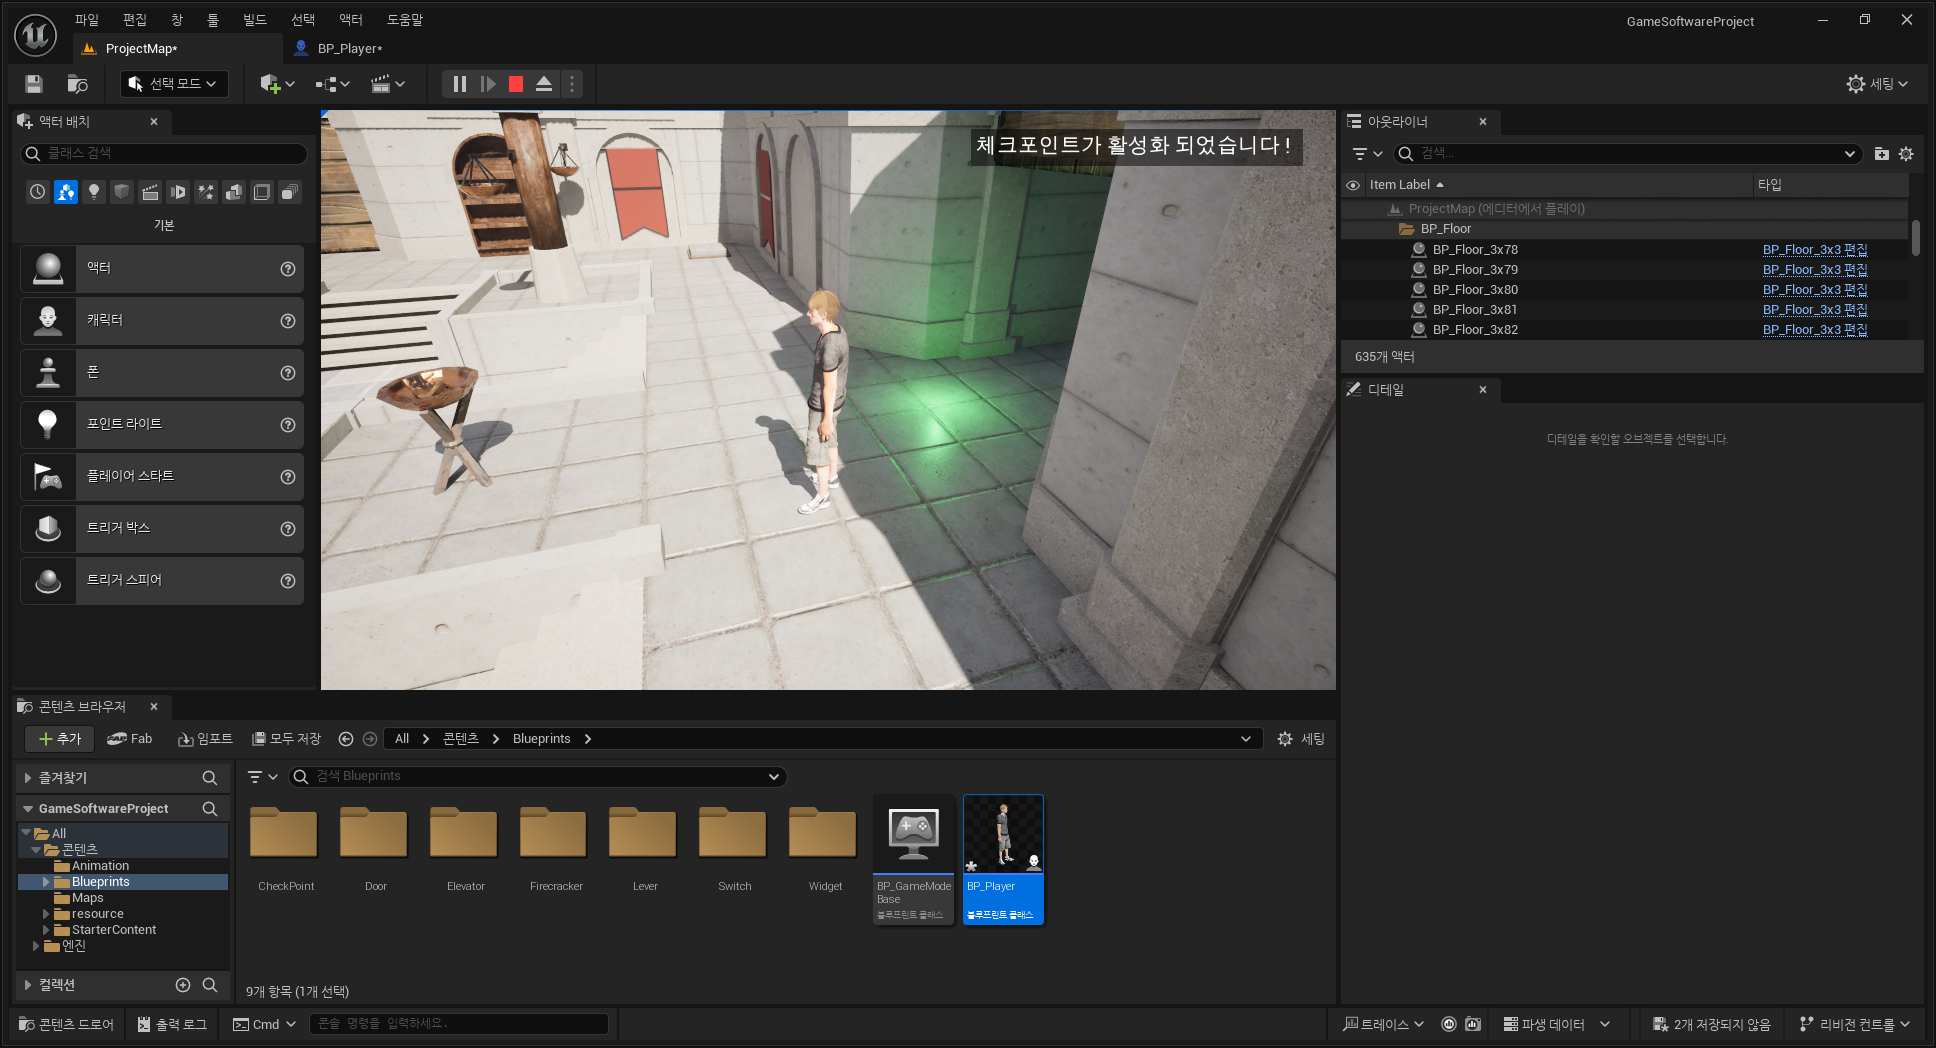 파일 편집 창 툴 빌드 선택 액터 도움말
GameSoftwareProject
ProjectMap*
BP_Player*
선택 모드
세팅
액터 배치
클래스 검색
기본
액터
캐릭터
폰
포인트 라이트
플레이어 스타트
트리거 박스
트리거 스피어
체크포인트가 활성화 되었습니다!
아웃라이너
검색...
Item Label 타입
ProjectMap (에디터에서 플레이)
BP_Floor
BP_Floor_3x78 BP_Floor_3x3 편집
BP_Floor_3x79 BP_Floor_3x3 편집
BP_Floor_3x80 BP_Floor_3x3 편집
BP_Floor_3x81 BP_Floor_3x3 편집
BP_Floor_3x82 BP_Floor_3x3 편집
635개 액터
디테일
디테일을 확인할 오브젝트를 선택합니다.
콘텐츠 브라우저
추가 Fab 임포트 모두 저장 All 콘텐츠 Blueprints 세팅
즐겨찾기
GameSoftwareProject
All
콘텐츠
Animation
Blueprints
Maps
resource
StarterContent
엔진
컬렉션
검색 Blueprints
CheckPoint Door Elevator Firecracker Lever Switch Widget
BP_GameMode
Base
블루프린트 클래스
BP_Player
블루프린트 클래스
9개 항목 (1개 선택)
콘텐츠 드로어 출력 로그 Cmd 콘솔 명령을 입력하세요.
트레이스 파생 데이터 2개 저장되지 않음 리비전 컨트롤